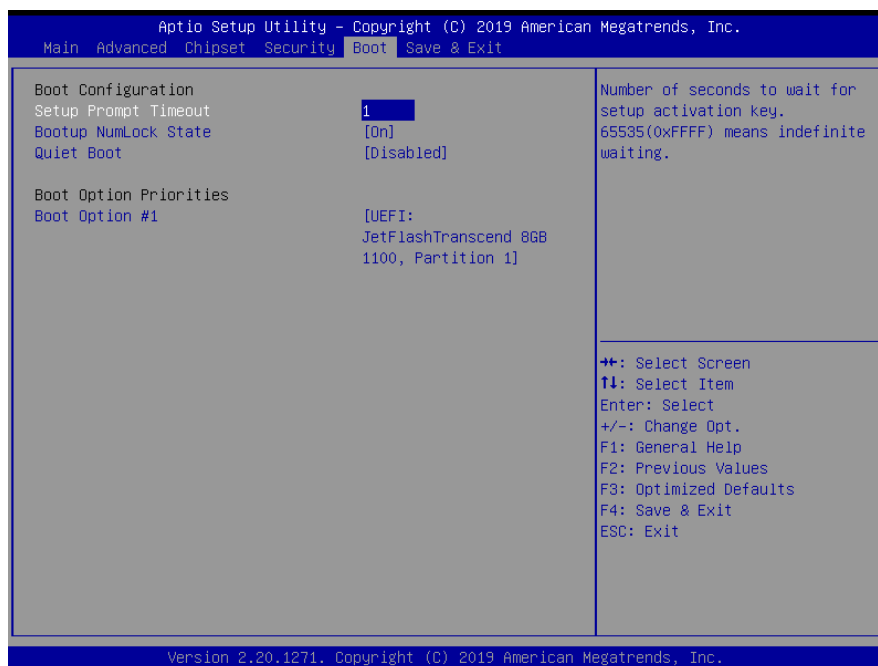 Aptio Setup Utility – Copyright (C) 2019 American Megatrends, Inc.
Main Advanced Chipset Security Boot Save & Exit
Boot Configuration
Setup Prompt Timeout 1
Bootup NumLock State [On]
Quiet Boot [Disabled]
Boot Option Priorities
Boot Option #1 [UEFI:
JetFlashTranscend 8GB
1100, Partition 1]
Number of seconds to wait for
setup activation key.
65535(0xFFFF) means indefinite
waiting.
→←: Select Screen
↑↓: Select Item
Enter: Select
+/-: Change Opt.
F1: General Help
F2: Previous Values
F3: Optimized Defaults
F4: Save & Exit
ESC: Exit
Version 2.20.1271. Copyright (C) 2019 American Megatrends, Inc.